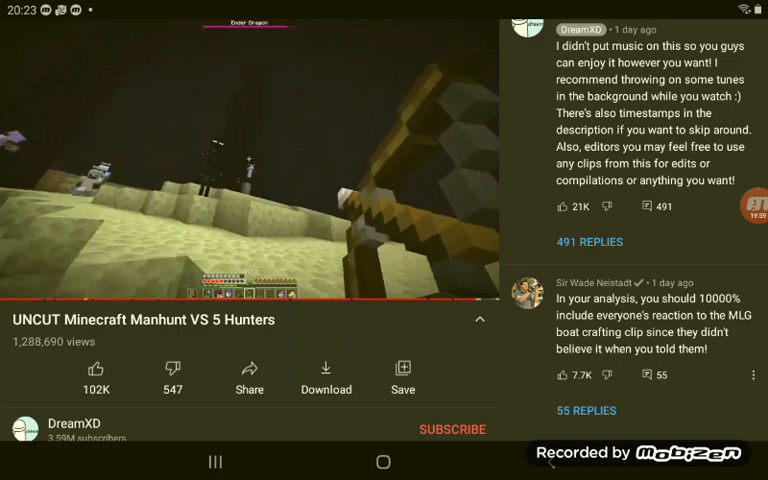 20:23
Ender Dragon
DreamXD • 1 day ago
I didn't put music on this so you guys
can enjoy it however you want! I
recommend throwing on some tunes
in the background while you watch :)
There's also timestamps in the
description if you want to skip around.
Also, editors you may feel free to use
any clips from this for edits or
compilations or anything you want!
21K 491
19:59
491 REPLIES
Sir Wade Neistadt • 1 day ago
In your analysis, you should 10000%
include everyone's reaction to the MLG
boat crafting clip since they didn't
believe it when you told them!
7.7K 55
55 REPLIES
UNCUT Minecraft Manhunt VS 5 Hunters
1,288,690 views
102K 547 Share Download Save
DreamXD
3.59M subscribers
SUBSCRIBE
Recorded by Mobizen